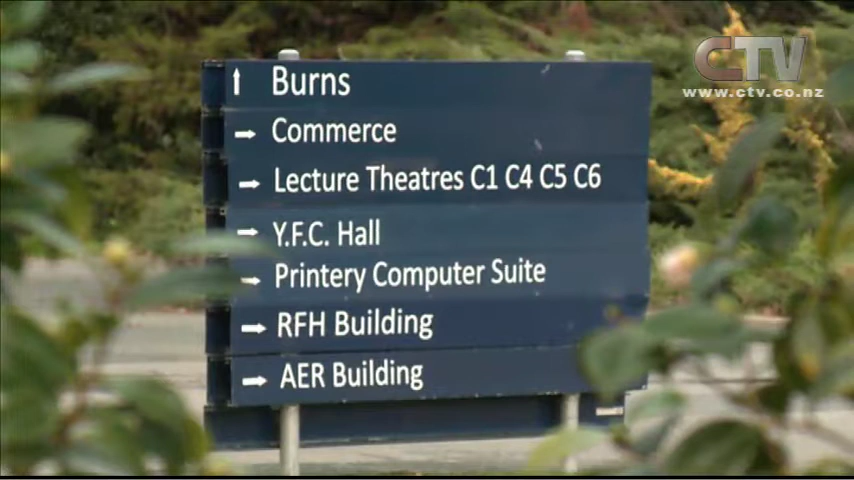 CTV
www.ctv.co.nz
↑ Burns
→ Commerce
→ Lecture Theatres C1 C4 C5 C6
→ Y.F.C. Hall
→ Printery Computer Suite
→ RFH Building
→ AER Building